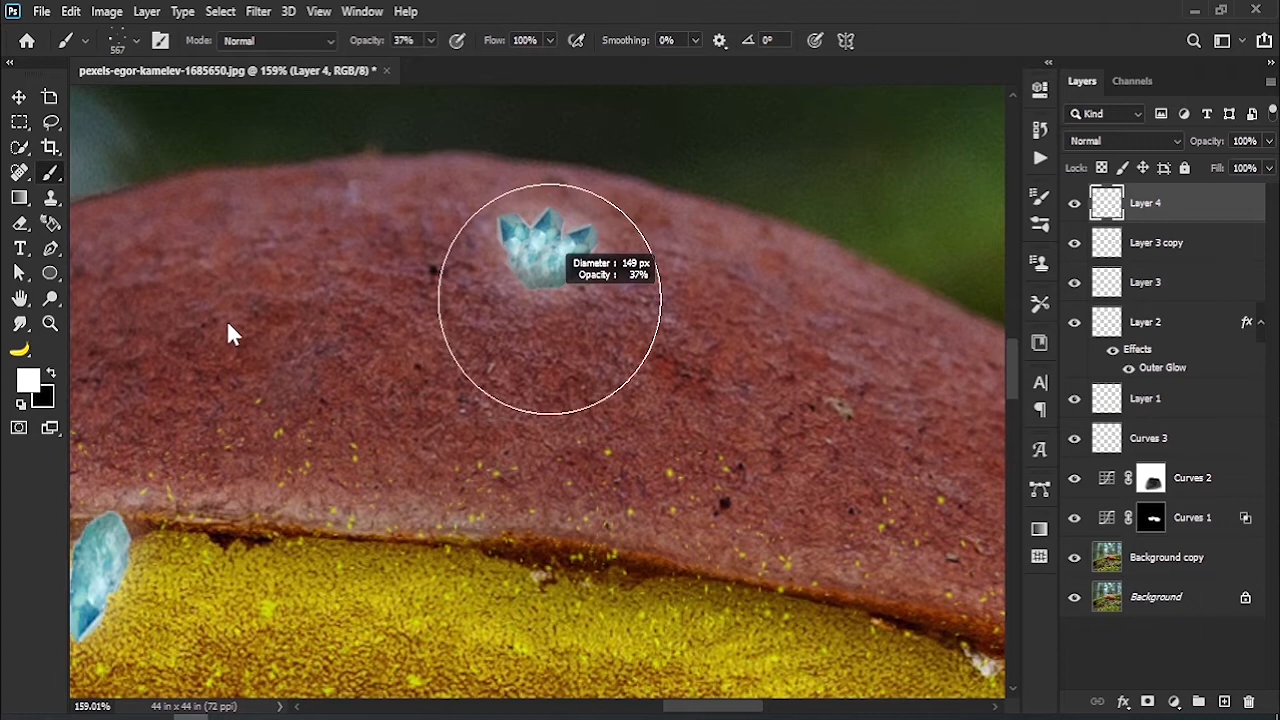 Ps File Edit Image Layer Type Select Filter 3D View Window Help
567 Mode: Normal Opacity: 37% Flow: 100% Smoothing: 0% 0°
pexels-egor-kamelev-1685650.jpg @ 159% (Layer 4, RGB/8) *
Layers Channels
Kind
Normal Opacity: 100%
Lock: Fill: 100%
Layer 4
Layer 3 copy
Diameter : 149 px
Opacity : 37%
Layer 3
Layer 2 fx
Effects
Outer Glow
Layer 1
Curves 3
Curves 2
Curves 1
Background copy
Background
159.01% 44 in x 44 in (72 ppi)